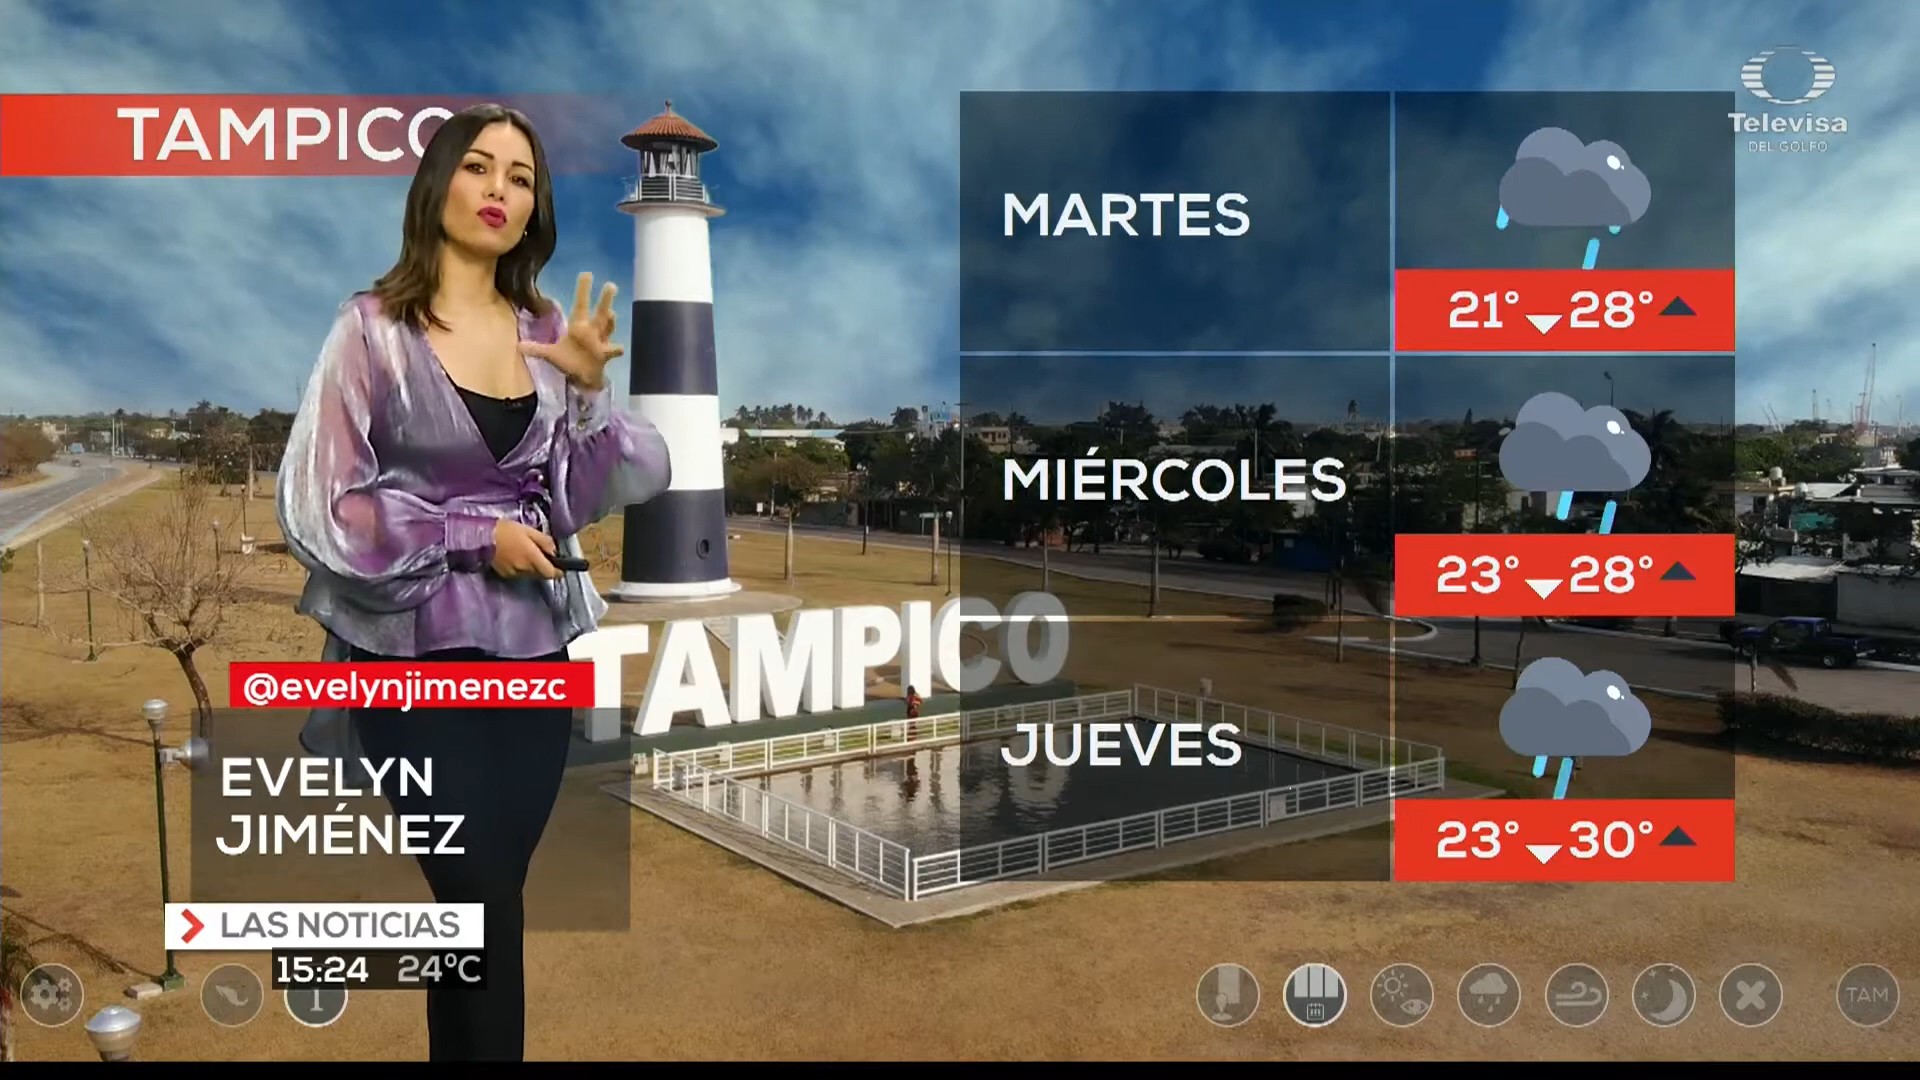 TAMPICO
Televisa
DEL GOLFO
MARTES
21° 28°
MIÉRCOLES
23° 28°
JUEVES
23° 30°
TAMPICO
@evelynjimenezc
EVELYN
JIMÉNEZ
LAS NOTICIAS
15:24 24°C
1
TAM